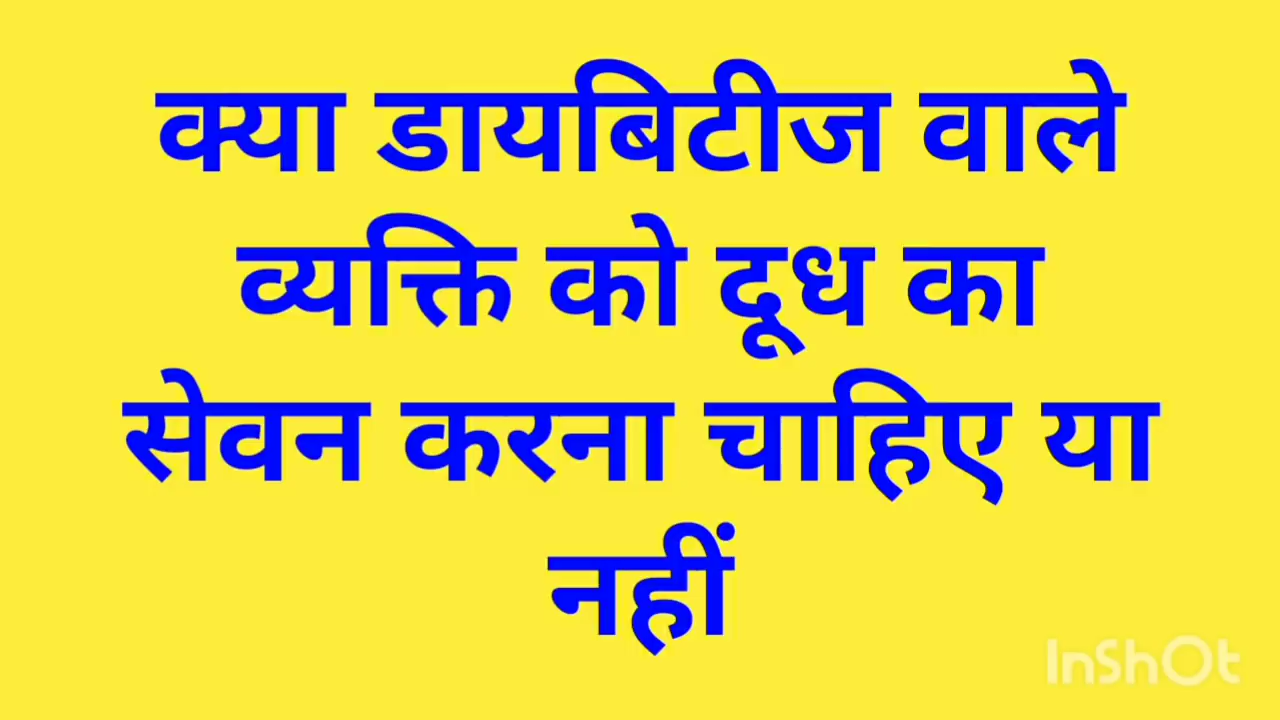 क्या डायबिटीज वाले
व्यक्ति को दूध का
सेवन करना चाहिए या
नहीं
InShOt